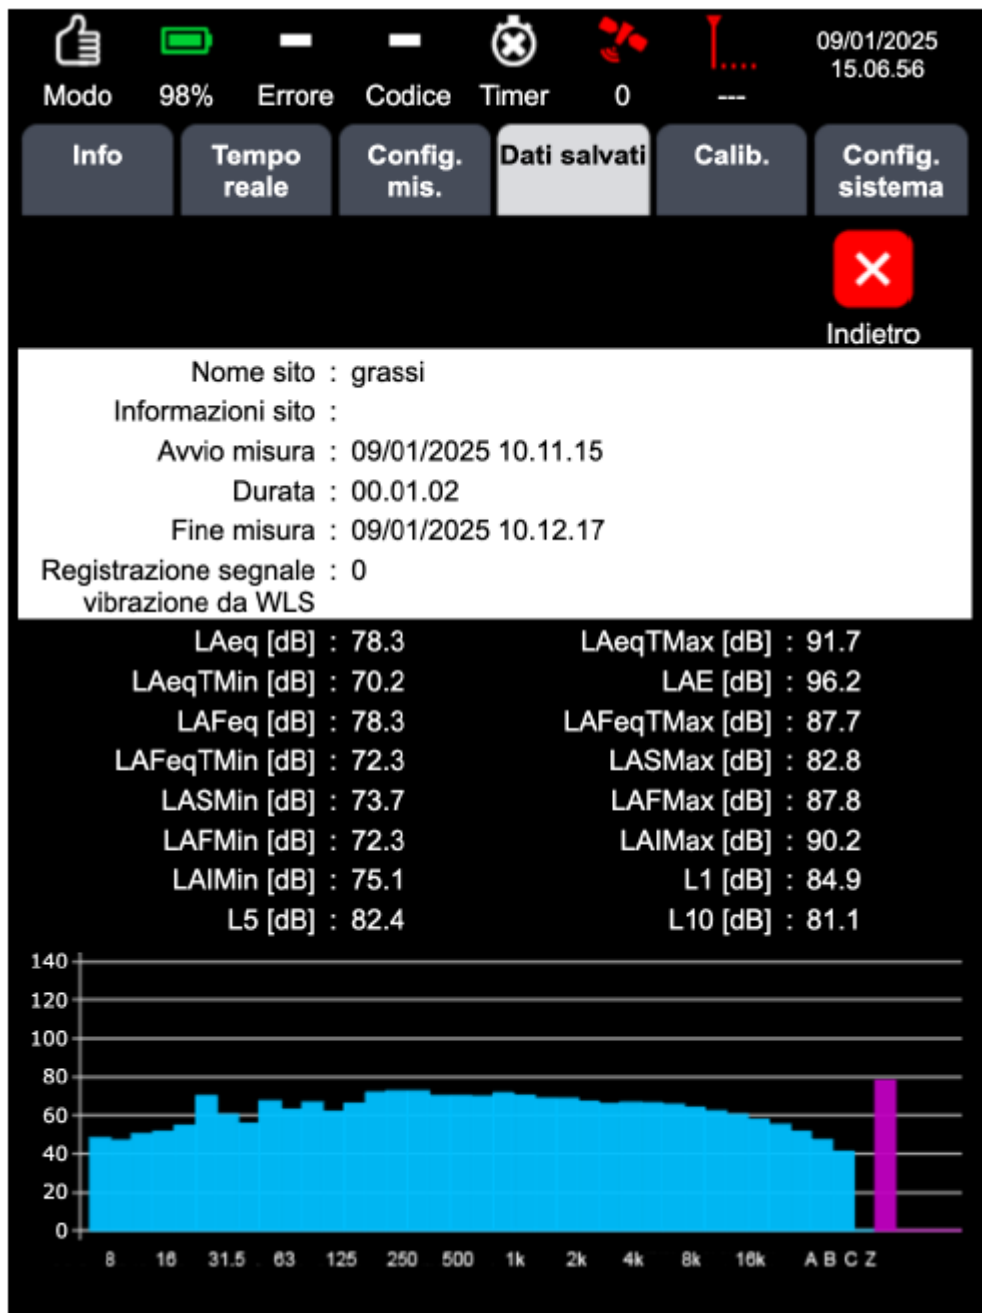 09/01/2025
15.06.56
Modo 98% Errore Codice Timer 0 ---
Info Tempo reale Config. mis. Dati salvati Calib. Config. sistema
Indietro
Nome sito : grassi
Informazioni sito :
Avvio misura : 09/01/2025 10.11.15
Durata : 00.01.02
Fine misura : 09/01/2025 10.12.17
Registrazione segnale : 0
vibrazione da WLS
LAeq [dB] : 78.3 LAeqTMax [dB] : 91.7
LAeqTMin [dB] : 70.2 LAE [dB] : 96.2
LAFeq [dB] : 78.3 LAFeqTMax [dB] : 87.7
LAFeqTMin [dB] : 72.3 LASMax [dB] : 82.8
LASMin [dB] : 73.7 LAFMax [dB] : 87.8
LAFMin [dB] : 72.3 LAIMax [dB] : 90.2
LAIMin [dB] : 75.1 L1 [dB] : 84.9
L5 [dB] : 82.4 L10 [dB] : 81.1
140
120
100
80
60
40
20
0
8 16 31.5 63 125 250 500 1k 2k 4k 8k 16k A B C Z